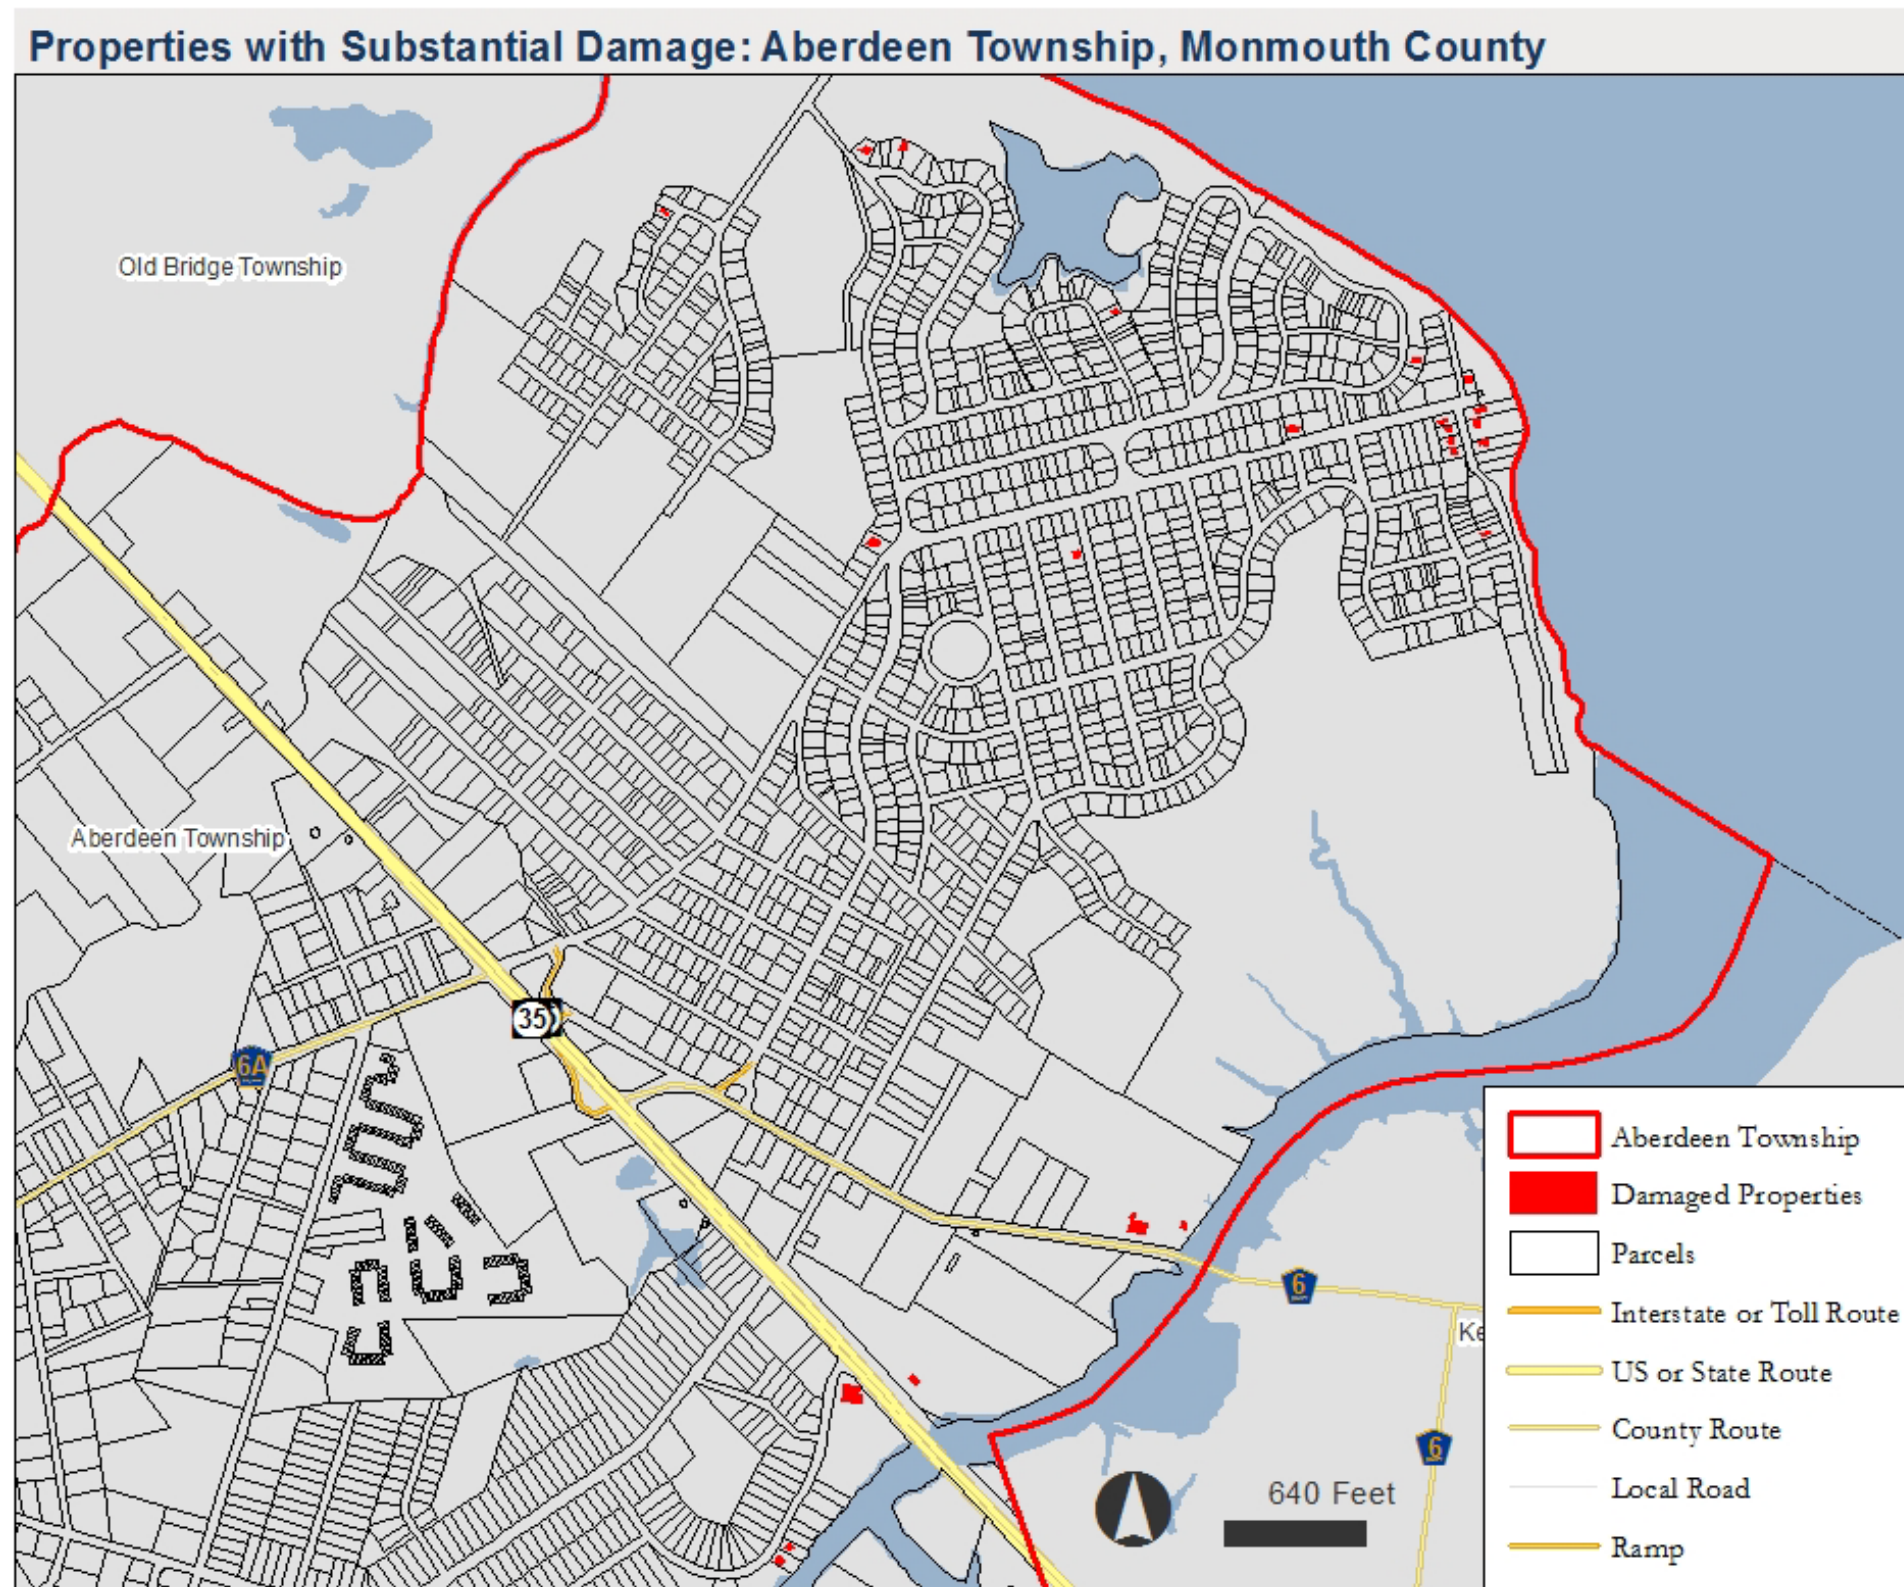 Properties with Substantial Damage: Aberdeen Township, Monmouth County
Old Bridge Township
Aberdeen Township
35
6A
6
Ke
6
640 Feet
Aberdeen Township
Damaged Properties
Parcels
Interstate or Toll Route
US or State Route
County Route
Local Road
Ramp